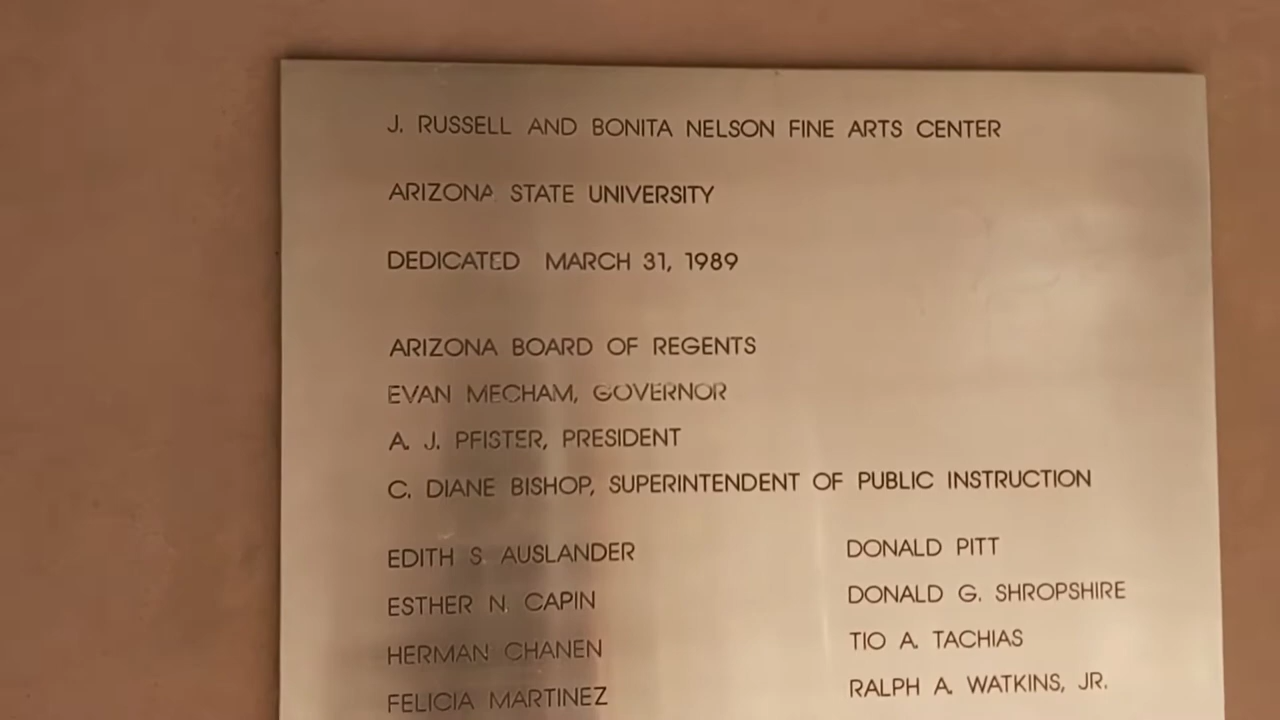 J. RUSSELL AND BONITA NELSON FINE ARTS CENTER
ARIZONA STATE UNIVERSITY
DEDICATED MARCH 31, 1989
ARIZONA BOARD OF REGENTS
EVAN MECHAM, GOVERNOR
A. J. PFISTER, PRESIDENT
C. DIANE BISHOP, SUPERINTENDENT OF PUBLIC INSTRUCTION
EDITH S. AUSLANDER
ESTHER N. CAPIN
HERMAN CHANEN
FELICIA MARTINEZ
DONALD PITT
DONALD G. SHROPSHIRE
TIO A. TACHIAS
RALPH A. WATKINS, JR.